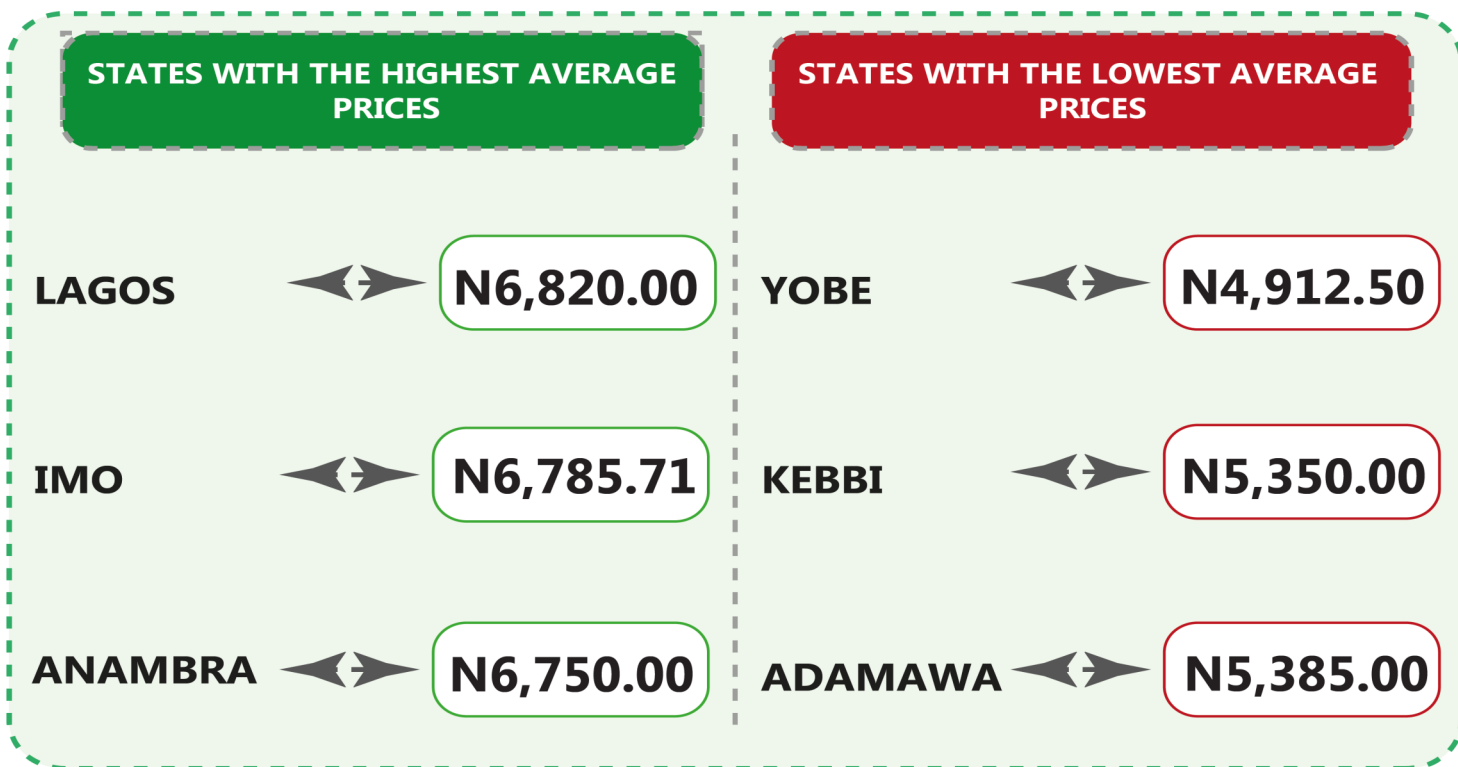 STATES WITH THE HIGHEST AVERAGE
PRICES
LAGOS N6,820.00
IMO N6,785.71
ANAMBRA N6,750.00
STATES WITH THE LOWEST AVERAGE
PRICES
YOBE N4,912.50
KEBBI N5,350.00
ADAMAWA N5,385.00